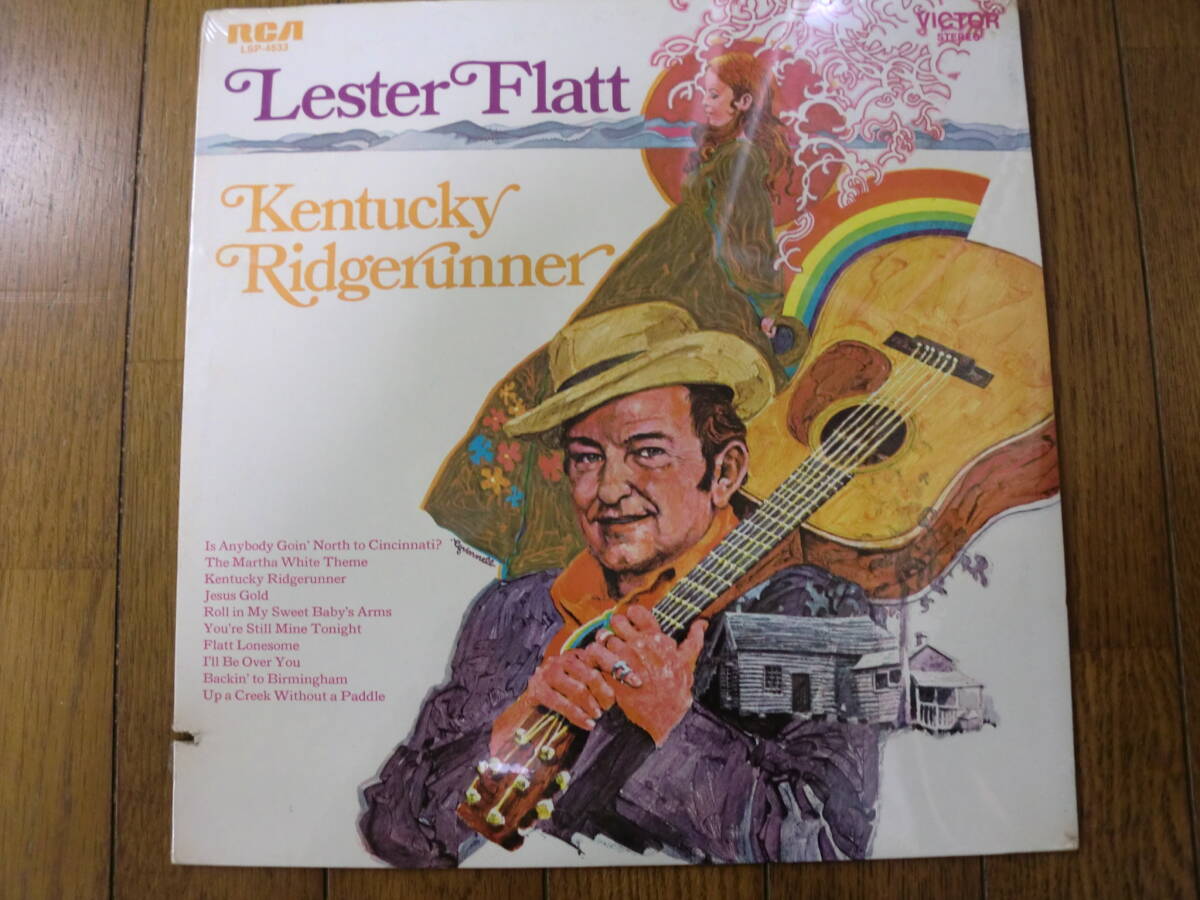 RCA
LSP-4633
VICTOR
STEREO
Lester Flatt
Kentucky
Ridgerunner
Is Anybody Goin' North to Cincinnati?
The Martha White Theme
Kentucky Ridgerunner
Jesus Gold
Roll in My Sweet Baby's Arms
You're Still Mine Tonight
Flatt Lonesome
I'll Be Over You
Backin' to Birmingham
Up a Creek Without a Paddle